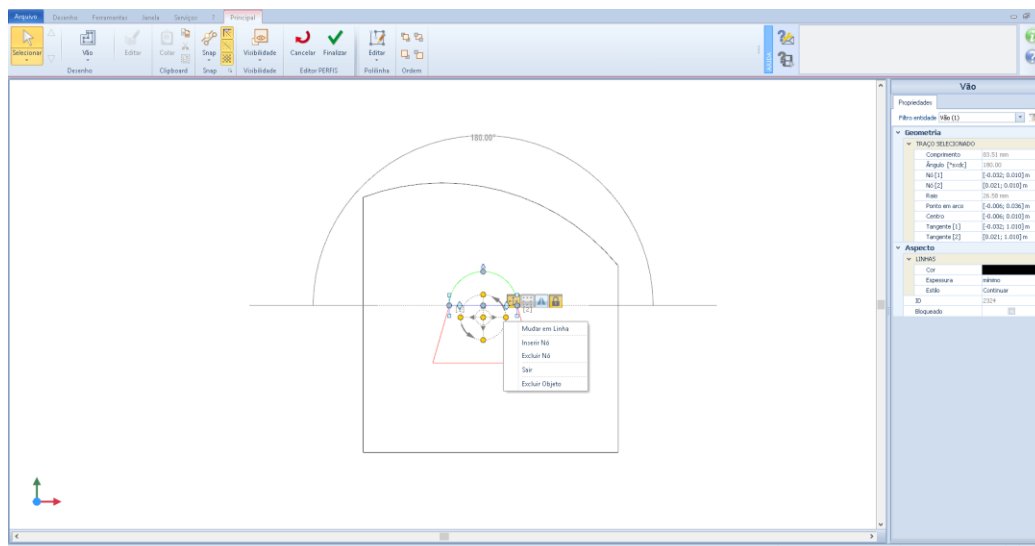 Arquivo Desenho Ferramentas Janela Serviços ? Principal
Selecionar Vão Editar Colar Snap Visibilidade Cancelar Finalizar Editar
Desenho Clipboard Snap Visibilidade Editor PERFIS Polilinha Ordem
Vão
Propriedades
Filtro entidade Vão (1)
Geometria
TRAÇO SELECIONADO
Comprimento 83.51 mm
Ângulo [°sxdc] 180.00
Nó [1] [-0.032; 0.010] m
Nó [2] [0.021; 0.010] m
Raio 26.58 mm
Ponto em arco [-0.006; 0.036] m
Centro [-0.006; 0.010] m
Tangente [1] [-0.032; 1.010] m
Tangente [2] [0.021; 1.010] m
Aspecto
LINHAS
Cor
Espessura mínimo
Estilo Continuar
ID 2324
Bloqueado
180.00°
[2]
Mudar em Linha
Inserir Nó
Excluir Nó
Sair
Excluir Objeto